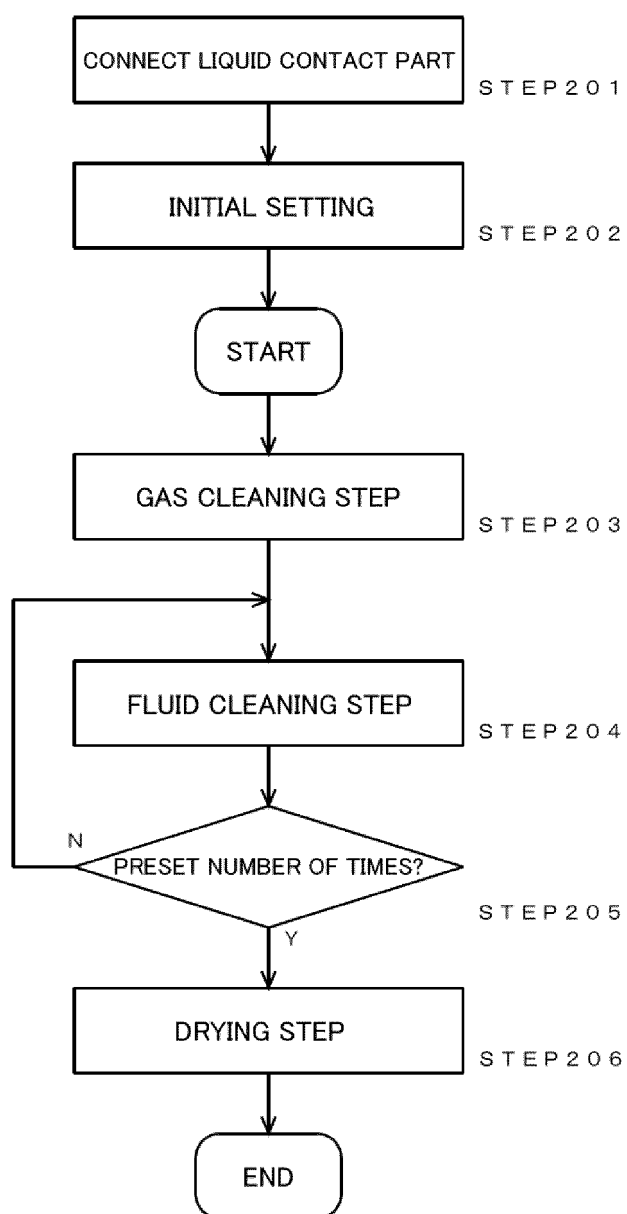 CONNECT LIQUID CONTACT PART
STEP201
INITIAL SETTING
STEP202
START
GAS CLEANING STEP
STEP203
FLUID CLEANING STEP
STEP204
N
PRESET NUMBER OF TIMES?
STEP205
Y
DRYING STEP
STEP206
END